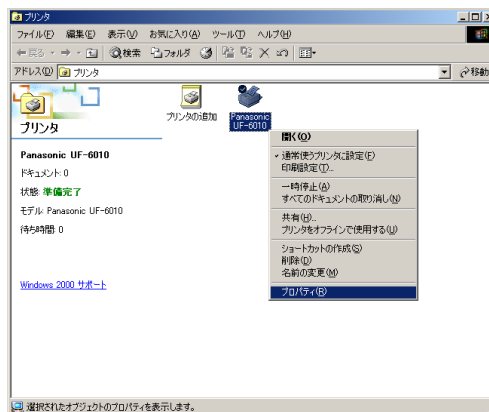 プリンタ
ファイル(F) 編集(E) 表示(V) お気に入り(A) ツール(T) ヘルプ(H)
戻る 検索 フォルダ
アドレス(D) プリンタ 移動
プリンタ
プリンタの追加
Panasonic UF-6010
Panasonic UF-6010
ドキュメント: 0
状態: 準備完了
モデル: Panasonic UF-6010
待ち時間: 0
Windows 2000 サポート
開く(O)
通常使うプリンタに設定(F)
印刷設定(T)...
一時停止(A)
すべてのドキュメントの取り消し(N)
共有(H)...
プリンタをオフラインで使用する(U)
ショートカットの作成(S)
削除(D)
名前の変更(M)
プロパティ(R)
選択されたオブジェクトのプロパティを表示します。